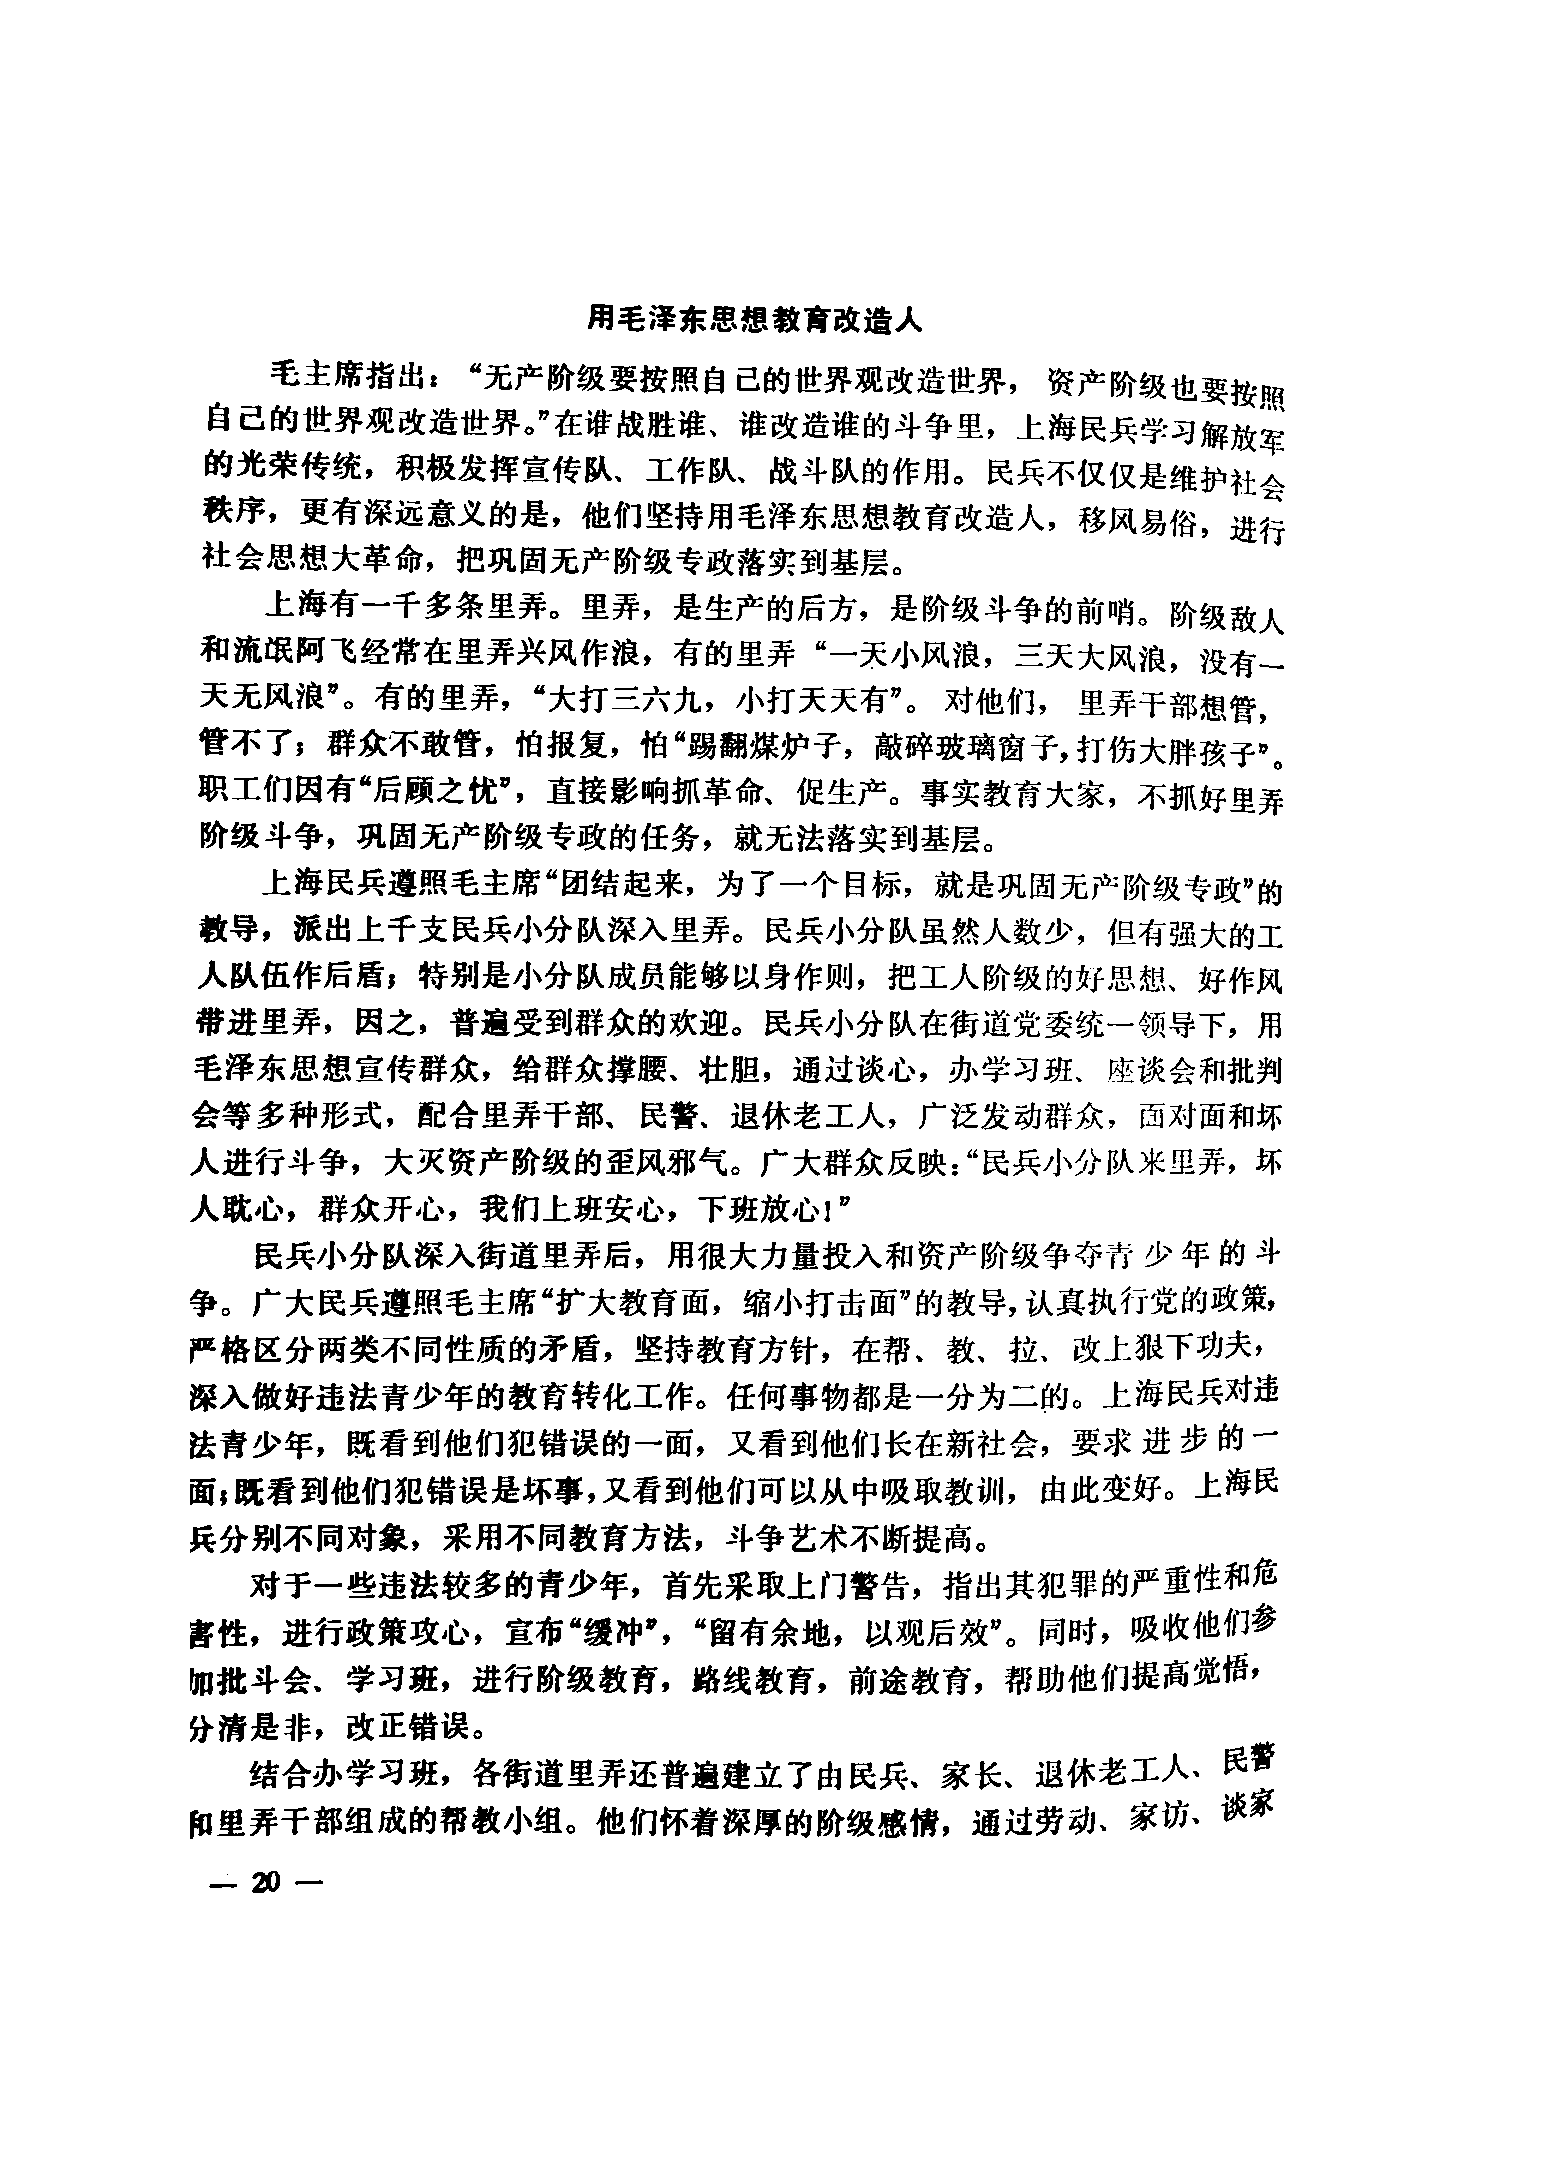 用毛泽东思想教育改造人
毛主席指出：“无产阶级要按照自己的世界观改造世界，资产阶级也要按照
自己的世界观改造世界。”在谁战胜谁、谁改造谁的斗争里，上海民兵学习解放军
的光荣传统，积极发挥宣传队、工作队、战斗队的作用。民兵不仅仅是维护社会
秩序，更有深远意义的是，他们坚持用毛泽东思想教育改造人，移风易俗，进行
社会思想大革命，把巩固无产阶级专政落实到基层。
上海有一千多条里弄。里弄，是生产的后方，是阶级斗争的前哨。阶级敌人
和流氓阿飞经常在里弄兴风作浪，有的里弄“一天小风浪，三天大风浪，没有一
天无风浪”。有的里弄，“大打三六九，小打天天有”。对他们，里弄干部想管，
管不了；群众不敢管，怕报复，怕“踢翻煤炉子，敲碎玻璃窗子，打伤大胖孩子”。
职工们因有“后顾之忧”，直接影响抓革命、促生产。事实教育大家，不抓好里弄
阶级斗争，巩固无产阶级专政的任务，就无法落实到基层。
上海民兵遵照毛主席“团结起来，为了一个目标，就是巩固无产阶级专政”的
教导，派出上千支民兵小分队深入里弄。民兵小分队虽然人数少，但有强大的工
人队伍作后盾；特别是小分队成员能够以身作则，把工人阶级的好思想、好作风
带进里弄，因之，普遍受到群众的欢迎。民兵小分队在街道党委统一领导下，用
毛泽东思想宣传群众，给群众撑腰、壮胆，通过谈心，办学习班、座谈会和批判
会等多种形式，配合里弄干部、民警、退休老工人，广泛发动群众，面对面和坏
人进行斗争，大灭资产阶级的歪风邪气。广大群众反映：“民兵小分队来里弄，坏
人耽心，群众开心，我们上班安心，下班放心！”
民兵小分队深入街道里弄后，用很大力量投入和资产阶级争夺青少年的斗
争。广大民兵遵照毛主席“扩大教育面，缩小打击面”的教导，认真执行党的政策，
严格区分两类不同性质的矛盾，坚持教育方针，在帮、教、拉、改上狠下功夫，
深入做好违法青少年的教育转化工作。任何事物都是一分为二的。上海民兵对违
法青少年，既看到他们犯错误的一面，又看到他们长在新社会，要求进步的一
面；既看到他们犯错误是坏事，又看到他们可以从中吸取教训，由此变好。上海民
兵分别不同对象，采用不同教育方法，斗争艺术不断提高。
对于一些违法较多的青少年，首先采取上门警告，指出其犯罪的严重性和危
害性，进行政策攻心，宣布“缓冲”，“留有余地，以观后效”。同时，吸收他们参
加批斗会、学习班，进行阶级教育，路线教育，前途教育，帮助他们提高觉悟，
分清是非，改正错误。
结合办学习班，各街道里弄还普遍建立了由民兵、家长、退休老工人、民警
和里弄干部组成的帮教小组。他们怀着深厚的阶级感情，通过劳动、家访、谈家
— 20 —